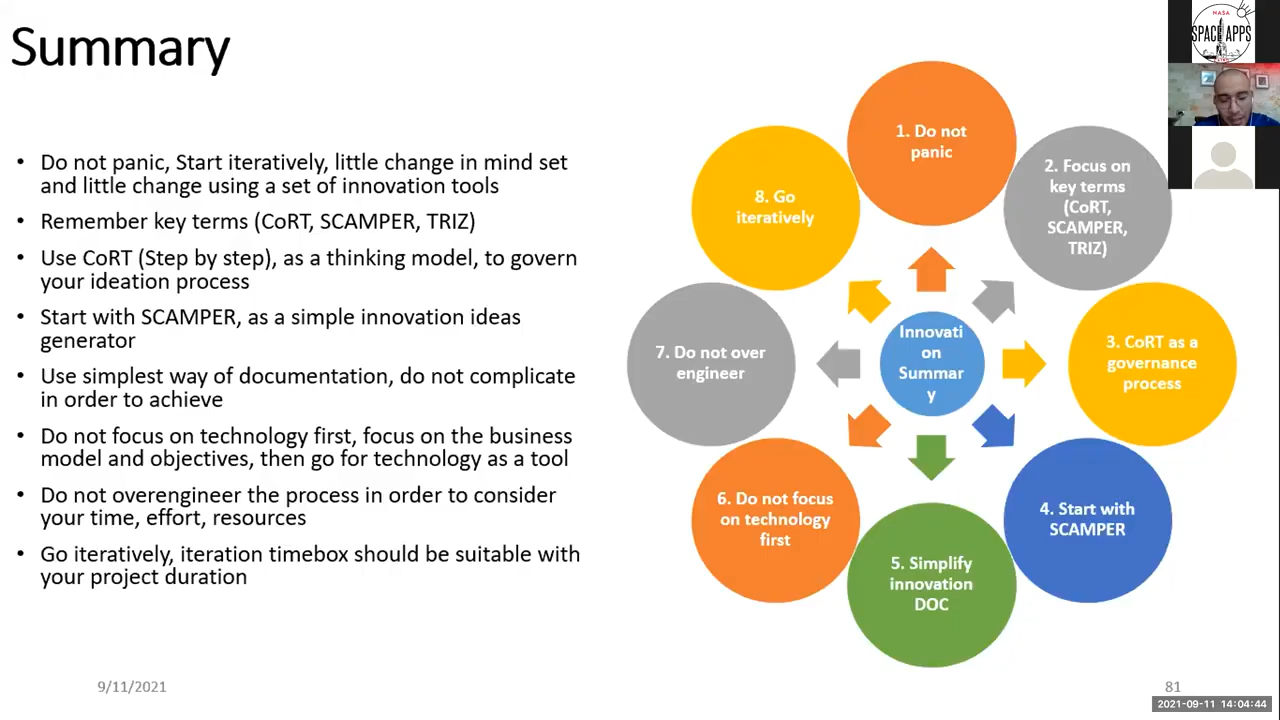 Summary
• Do not panic, Start iteratively, little change in mind set
and little change using a set of innovation tools
• Remember key terms (CoRT, SCAMPER, TRIZ)
• Use CoRT (Step by step), as a thinking model, to govern
your ideation process
• Start with SCAMPER, as a simple innovation ideas
generator
• Use simplest way of documentation, do not complicate
in order to achieve
• Do not focus on technology first, focus on the business
model and objectives, then go for technology as a tool
• Do not overengineer the process in order to consider
your time, effort, resources
• Go iteratively, iteration timebox should be suitable with
your project duration
1. Do not
panic
2. Focus on
key terms
(CoRT,
SCAMPER,
TRIZ)
3. CoRT as a
governance
process
4. Start with
SCAMPER
5. Simplify
innovation
DOC
6. Do not focus
on technology
first
7. Do not over
engineer
8. Go
iteratively
Innovati
on
Summar
y
NASA
SPACE APPS
9/11/2021
81
2021-09-11 14:04:44